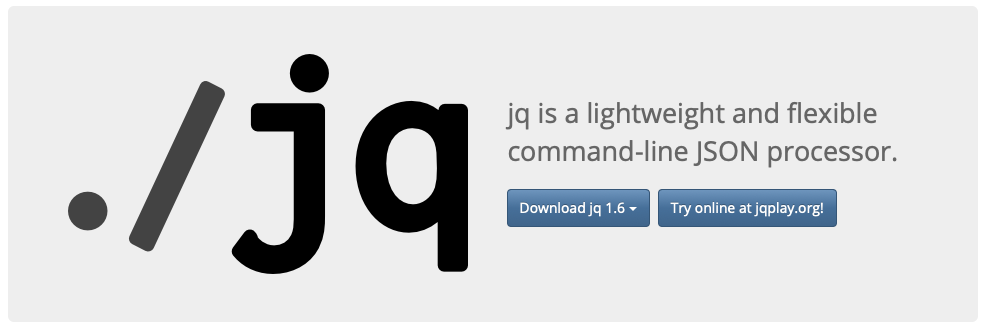 ./jq
jq is a lightweight and flexible
command-line JSON processor.
Download jq 1.6
Try online at jqplay.org!